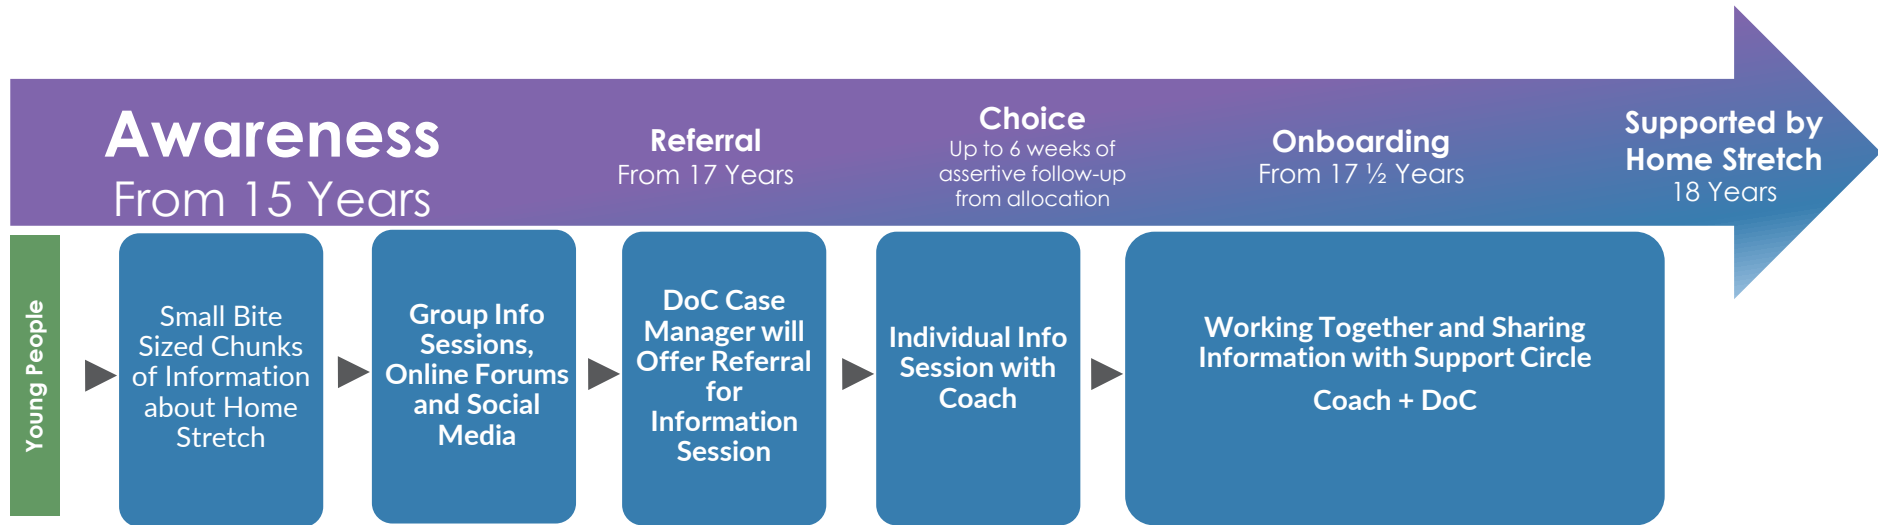 Awareness
From 15 Years
Referral
From 17 Years
Choice
Up to 6 weeks of
assertive follow-up
from allocation
Onboarding
From 17 ½ Years
Supported by
Home Stretch
18 Years
Young People
Small Bite
Sized Chunks
of Information
about Home
Stretch
Group Info
Sessions,
Online Forums
and Social
Media
DoC Case
Manager will
Offer Referral
for
Information
Session
Individual Info
Session with
Coach
Working Together and Sharing
Information with Support Circle
Coach + DoC